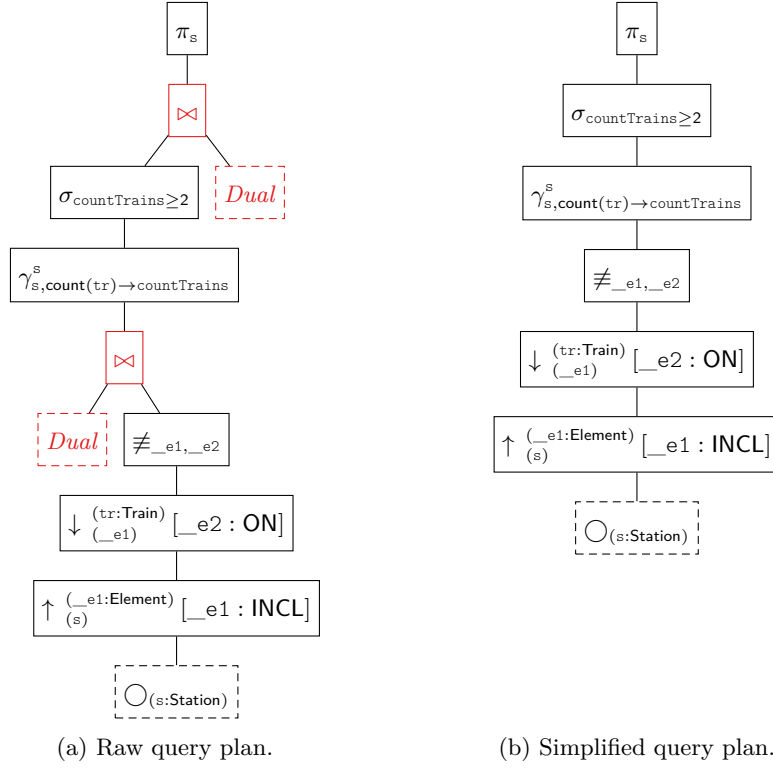 π_s
⋈
σ_countTrains≥2
Dual
γ^s_s,count(tr)→countTrains
⋈
Dual
≢__e1,__e2
↓ (tr:Train) (__e1) [__e2 : ON]
↑ (__e1:Element) (s) [__e1 : INCL]
◯(s:Station)
(a) Raw query plan.
π_s
σ_countTrains≥2
γ^s_s,count(tr)→countTrains
≢__e1,__e2
↓ (tr:Train) (__e1) [__e2 : ON]
↑ (__e1:Element) (s) [__e1 : INCL]
◯(s:Station)
(b) Simplified query plan.